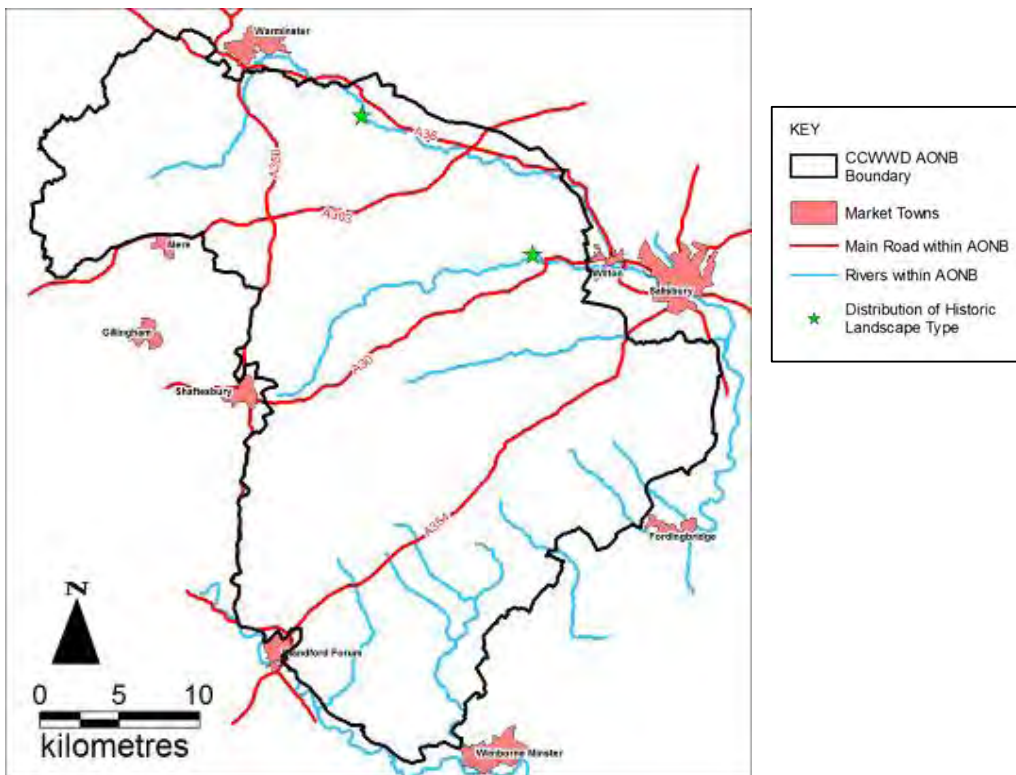 Warminster
A36
A350
A303
Mere
Wilton
Salisbury
Gillingham
A30
Shaftesbury
A354
Fordingbridge
N
Blandford Forum
0 5 10
kilometres
Wimborne Minster
KEY
CCWWD AONB
Boundary
Market Towns
Main Road within AONB
Rivers within AONB
Distribution of Historic
Landscape Type